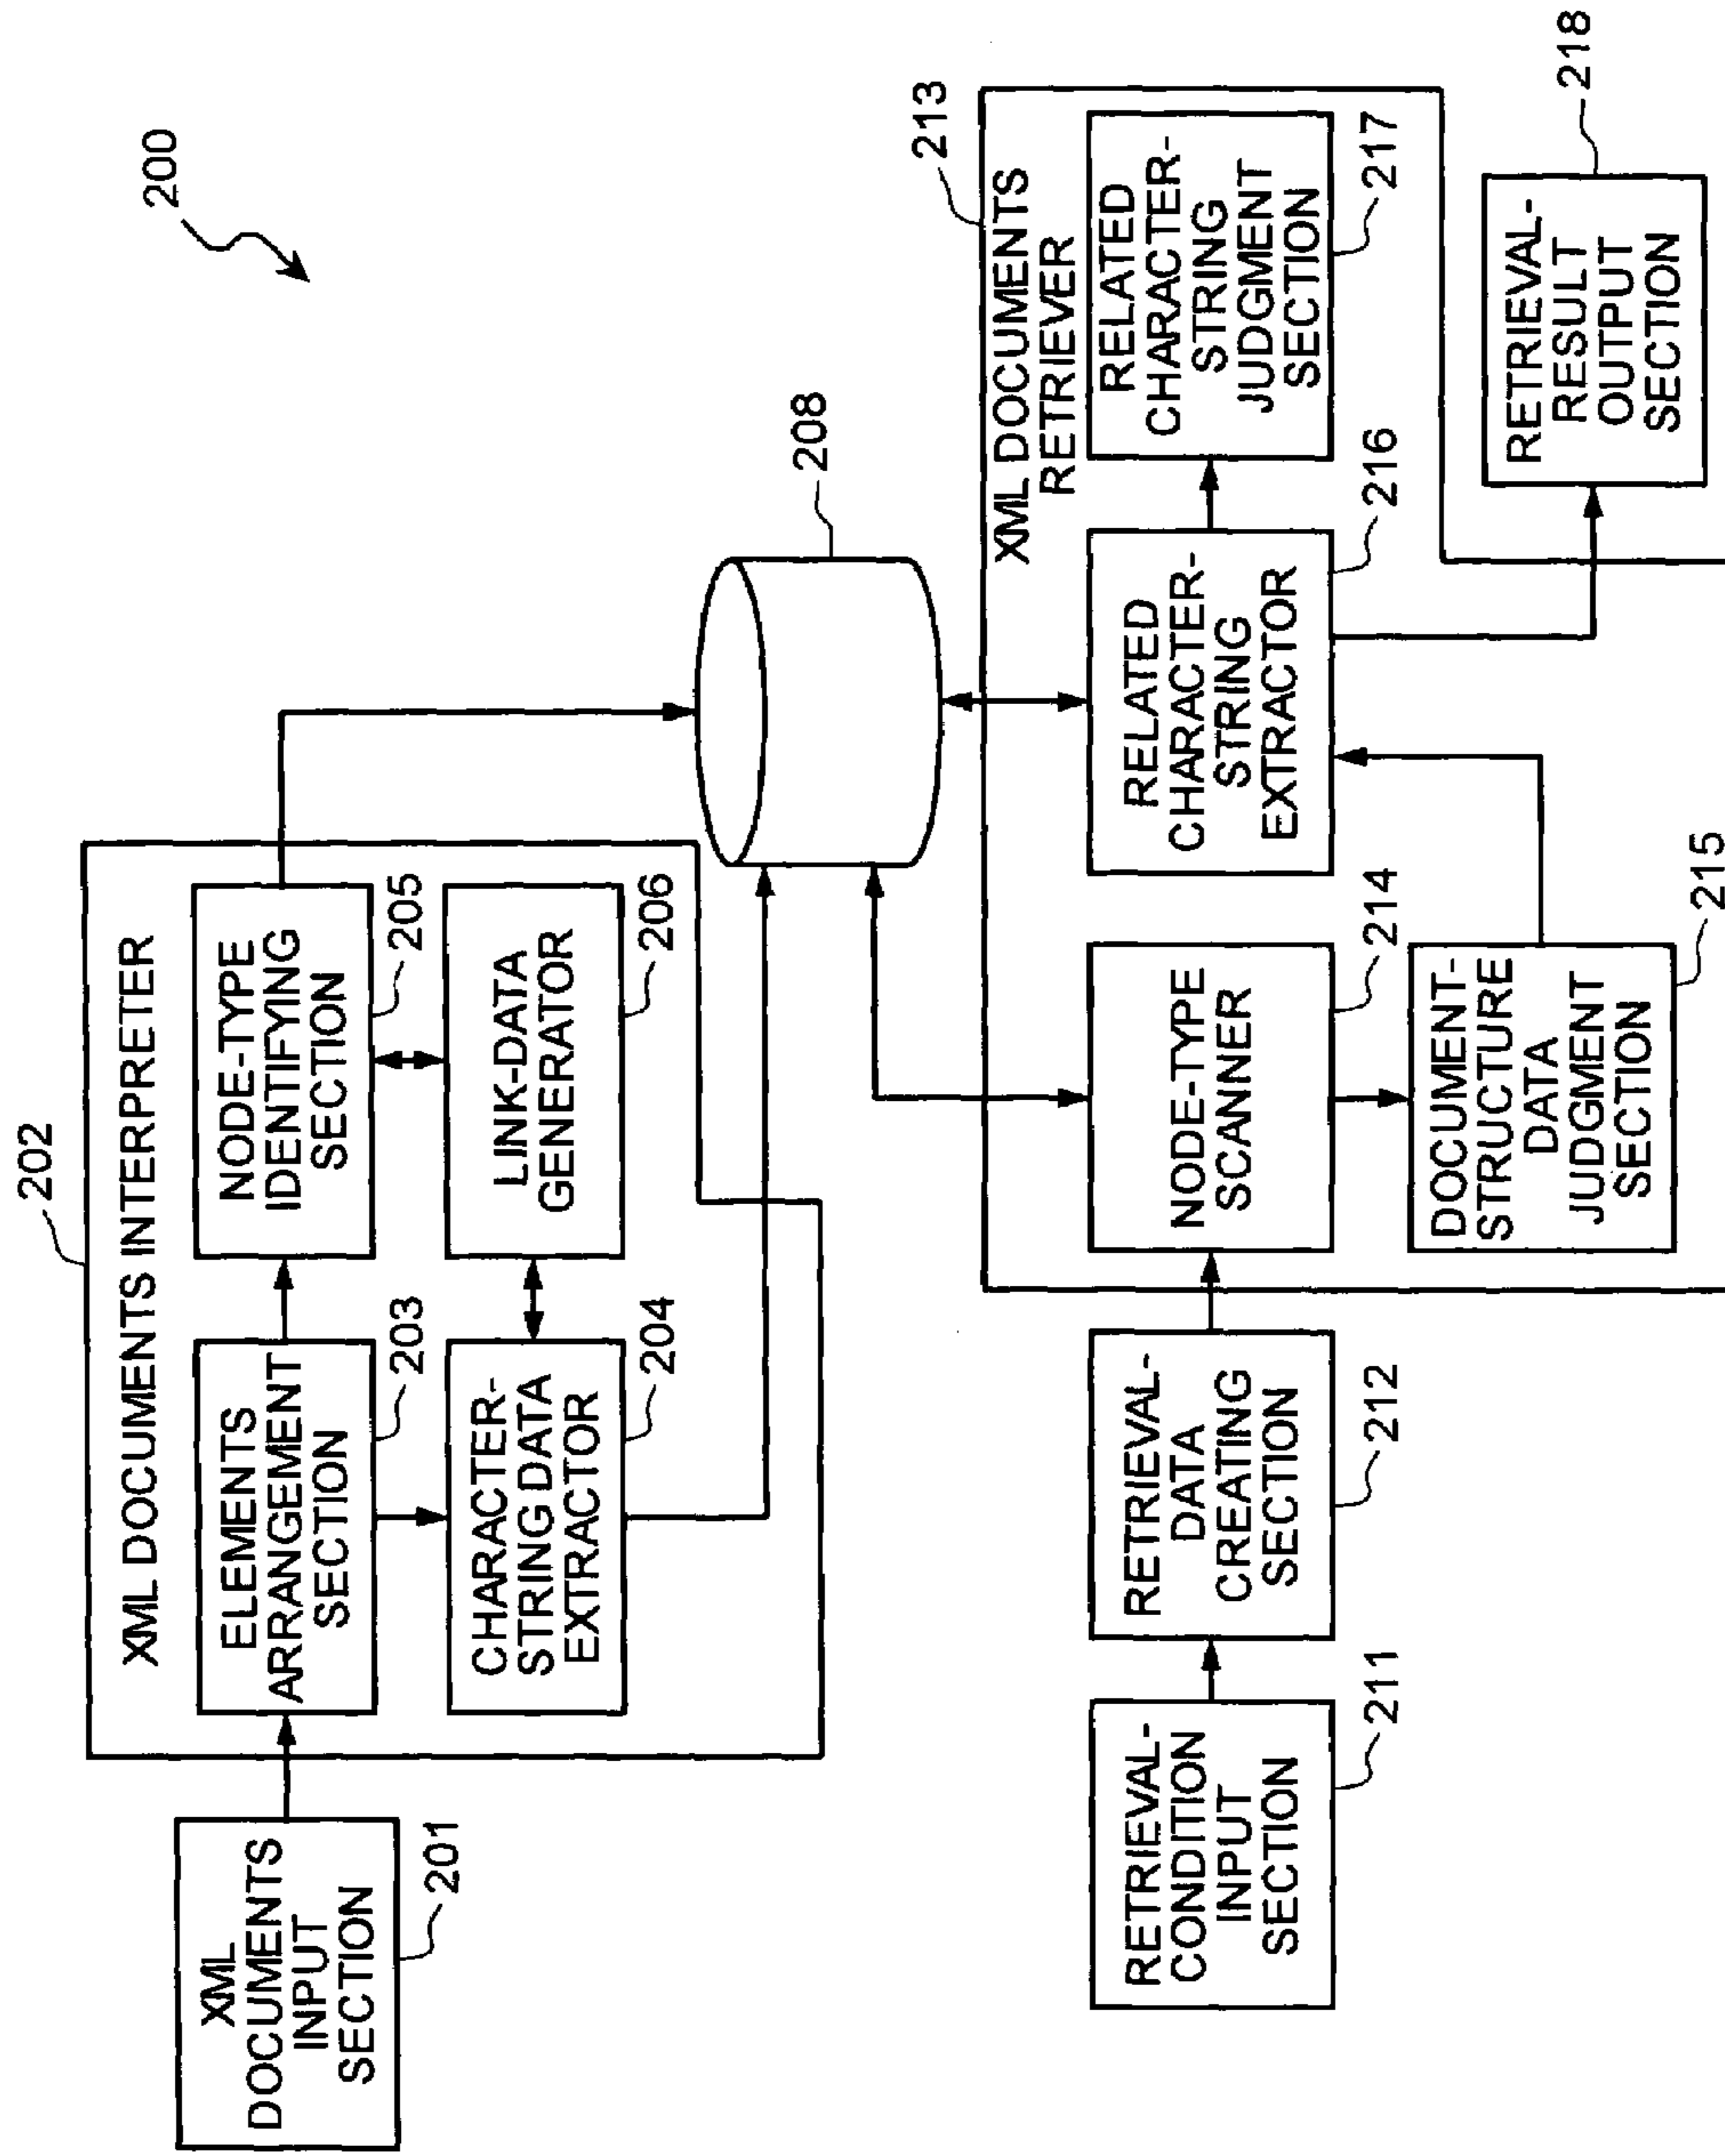 200
202
XML DOCUMENTS INTERPRETER
XML
DOCUMENTS
INPUT
SECTION
201
ELEMENTS
ARRANGEMENT
SECTION
203
NODE-TYPE
IDENTIFYING
SECTION
205
CHARACTER-
STRING DATA
EXTRACTOR
204
LINK-DATA
GENERATOR
206
208
213
XML DOCUMENTS
RETRIEVER
RETRIEVAL-
CONDITION
INPUT
SECTION
211
RETRIEVAL-
DATA
CREATING
SECTION
212
NODE-TYPE
SCANNER
214
RELATED
CHARACTER-
STRING
EXTRACTOR
216
RELATED
CHARACTER-
STRING
JUDGMENT
SECTION
217
DOCUMENT-
STRUCTURE
DATA
JUDGMENT
SECTION
215
RETRIEVAL-
RESULT
OUTPUT
SECTION
218